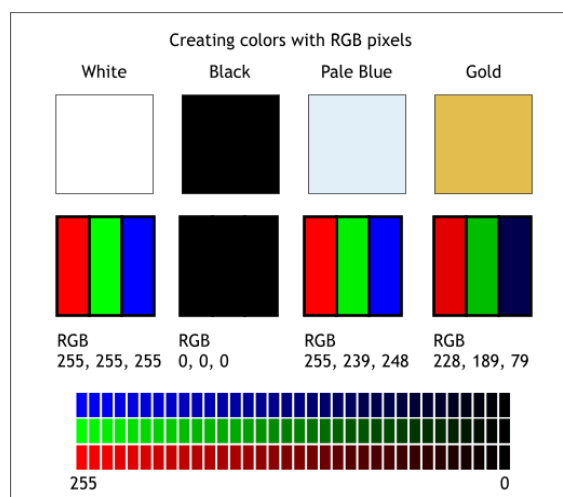 Creating colors with RGB pixels
White Black Pale Blue Gold
RGB RGB RGB RGB
255, 255, 255 0, 0, 0 255, 239, 248 228, 189, 79
255 0